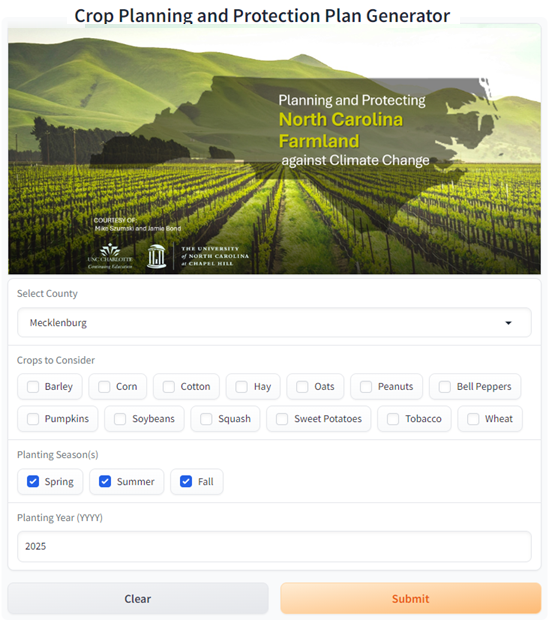 Crop Planning and Protection Plan Generator
Planning and Protecting
North Carolina
Farmland
against Climate Change
COURTESY OF
Mike Szumski and Jamie Bond
UNC CHARLOTTE
Continuing Education
THE UNIVERSITY
of NORTH CAROLINA
at CHAPEL HILL
Select County
Mecklenburg
Crops to Consider
Barley Corn Cotton Hay Oats Peanuts Bell Peppers
Pumpkins Soybeans Squash Sweet Potatoes Tobacco Wheat
Planting Season(s)
Spring Summer Fall
Planting Year (YYYY)
2025
Clear Submit